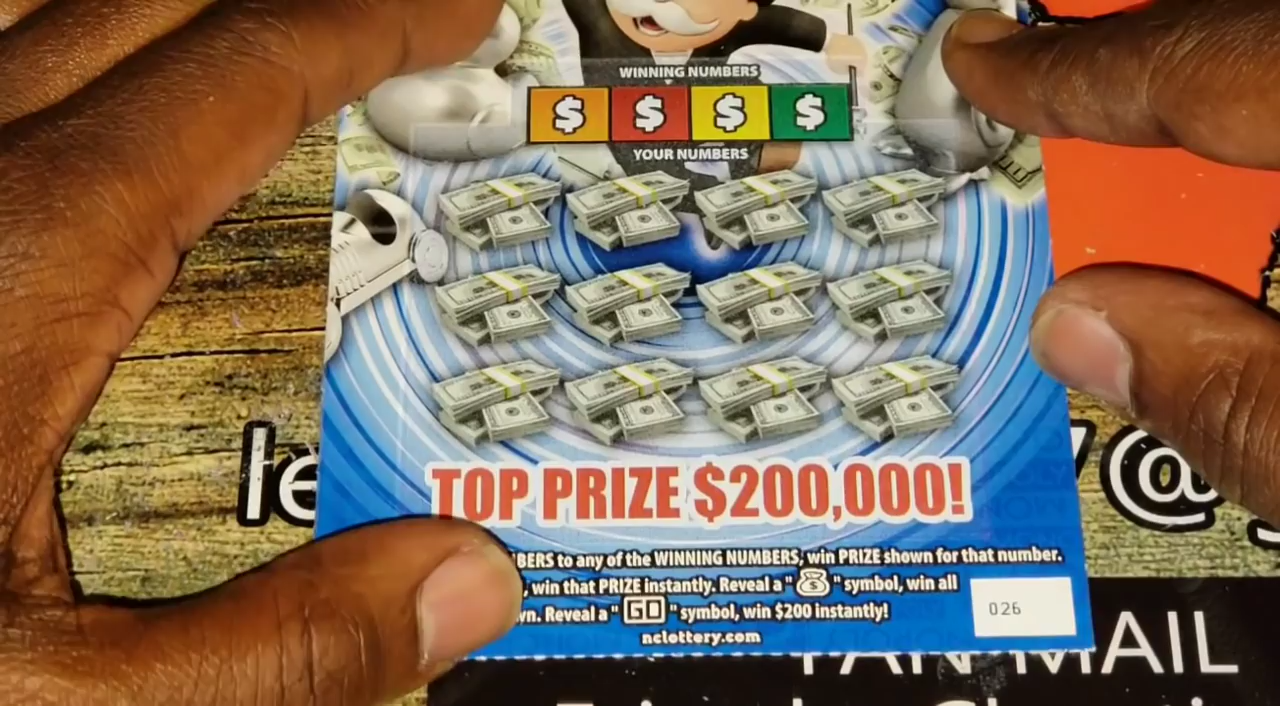 WINNING NUMBERS
$ $ $ $
YOUR NUMBERS
TOP PRIZE $200,000!
BERS to any of the WINNING NUMBERS, win PRIZE shown for that number.
, win that PRIZE instantly. Reveal a " " symbol, win all
wn. Reveal a " GO " symbol, win $200 instantly!
026
nclottery.com
le
@
MAIL